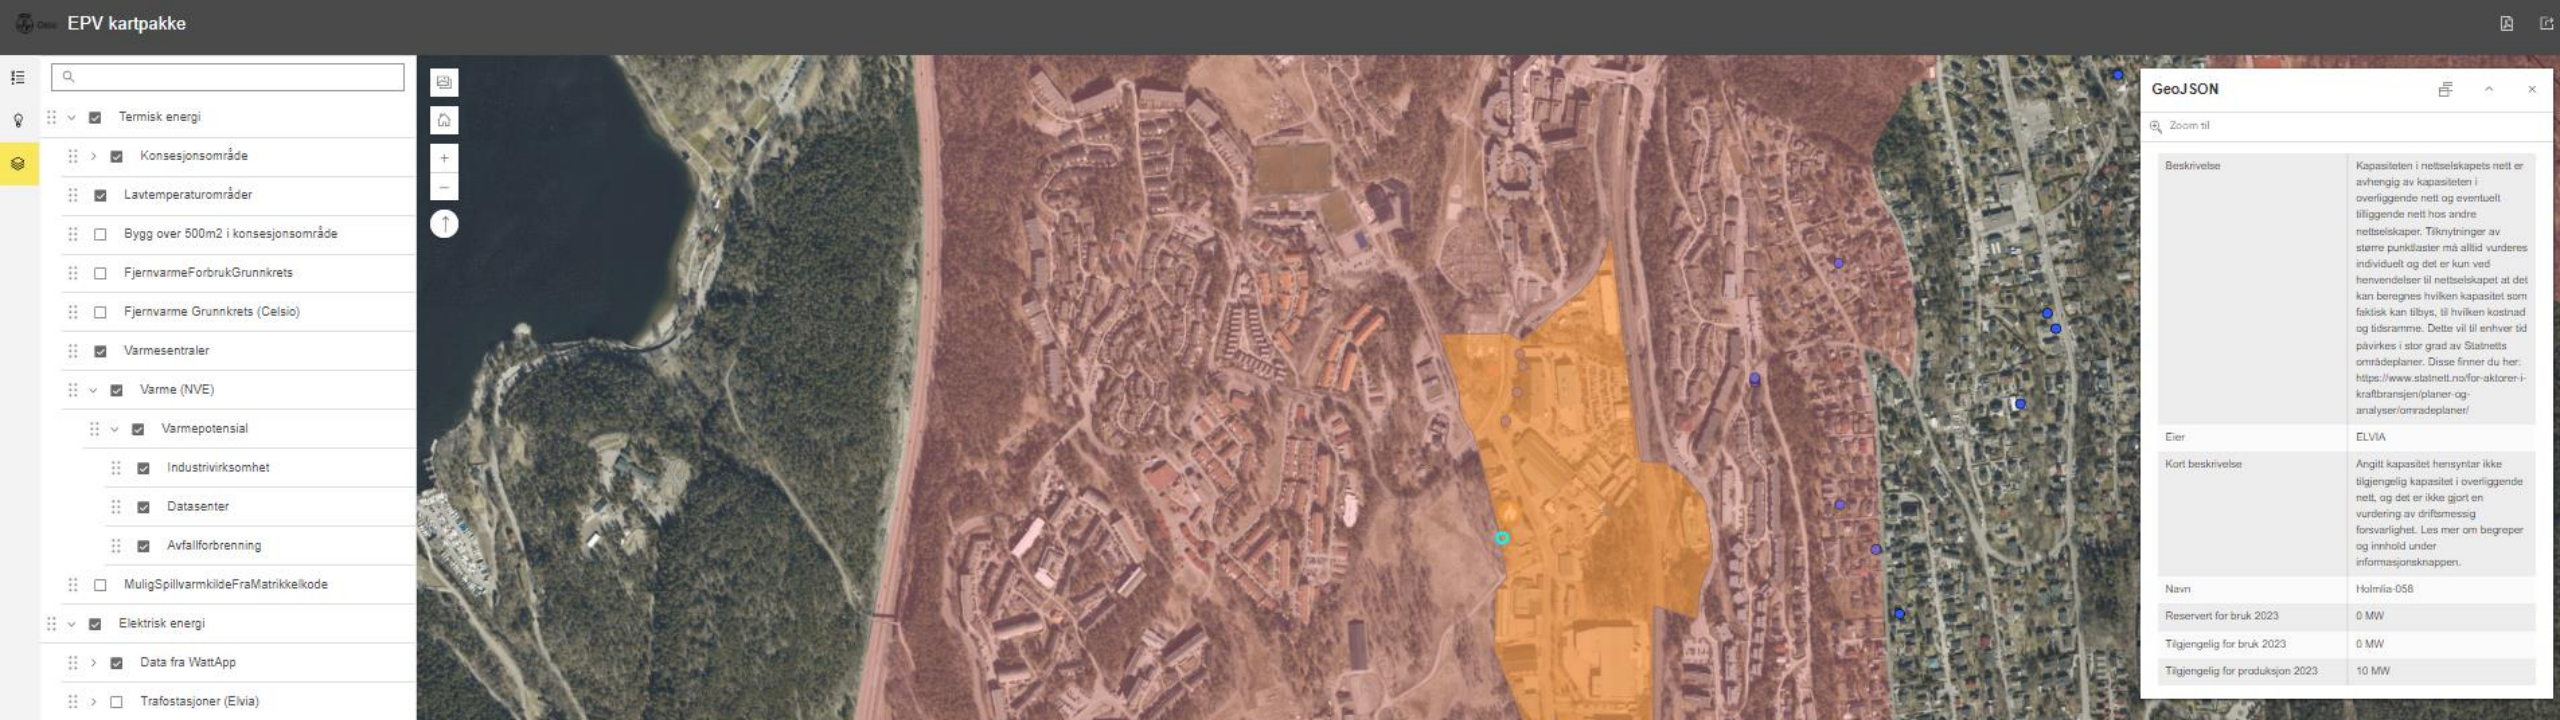 Oslo
EPV kartpakke
Termisk energi
Konsesjonsområde
Lavtemperaturområder
Bygg over 500m2 i konsesjonsområde
FjernvarmeForbrukGrunnkrets
Fjernvarme Grunnkrets (Celsio)
Varmesentraler
Varme (NVE)
Varmepotensial
Industrivirksomhet
Datasenter
Avfallforbrenning
MuligSpillvarmkildeFraMatrikkelkode
Elektrisk energi
Data fra WattApp
Trafostasjoner (Elvia)
GeoJSON
Zoom til
Beskrivelse
Kapasiteten i nettselskapets nett er
avhengig av kapasiteten i
overliggende nett og eventuelt
tilliggende nett hos andre
nettselskaper. Tilknytninger av
større punktlaster må alltid vurderes
individuelt og det er kun ved
henvendelser til nettselskapet at det
kan beregnes hvilken kapasitet som
faktisk kan tilbys, til hvilken kostnad
og tidsramme. Dette vil til enhver tid
påvirkes i stor grad av Statnetts
områdeplaner. Disse finner du her:
https://www.statnett.no/for-aktorer-i-
kraftbransjen/planer-og-
analyser/omradeplaner/
Eier
ELVIA
Kort beskrivelse
Angitt kapasitet hensyntar ikke
tilgjengelig kapasitet i overliggende
nett, og det er ikke gjort en
vurdering av driftsmessig
forsvarlighet. Les mer om begreper
og innhold under
informasjonsknappen.
Navn
Holmlia-058
Reservert for bruk 2023
0 MW
Tilgjengelig for bruk 2023
0 MW
Tilgjengelig for produksjon 2023
10 MW